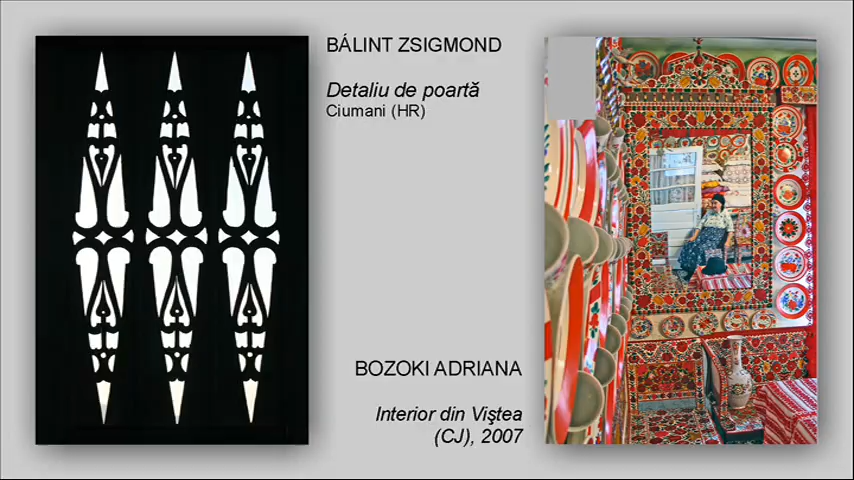 BÁLINT ZSIGMOND
Detaliu de poartă
Ciumani (HR)
BOZOKI ADRIANA
Interior din Viştea
(CJ), 2007